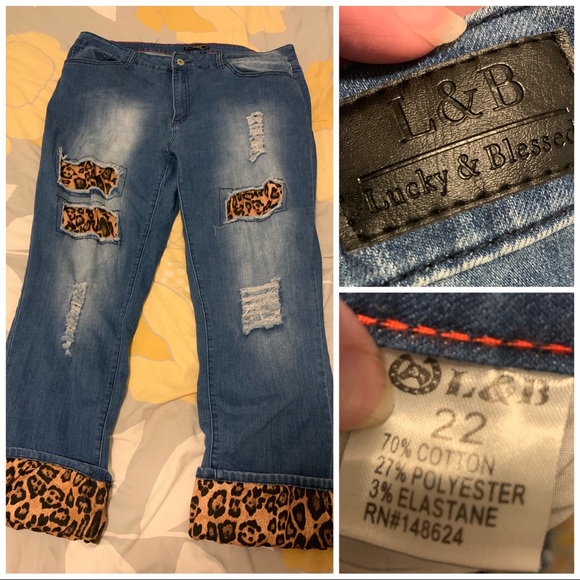 L&B
Lucky & Blessed
L&B
22
70% COTTON
27% POLYESTER
3% ELASTANE
RN#148624